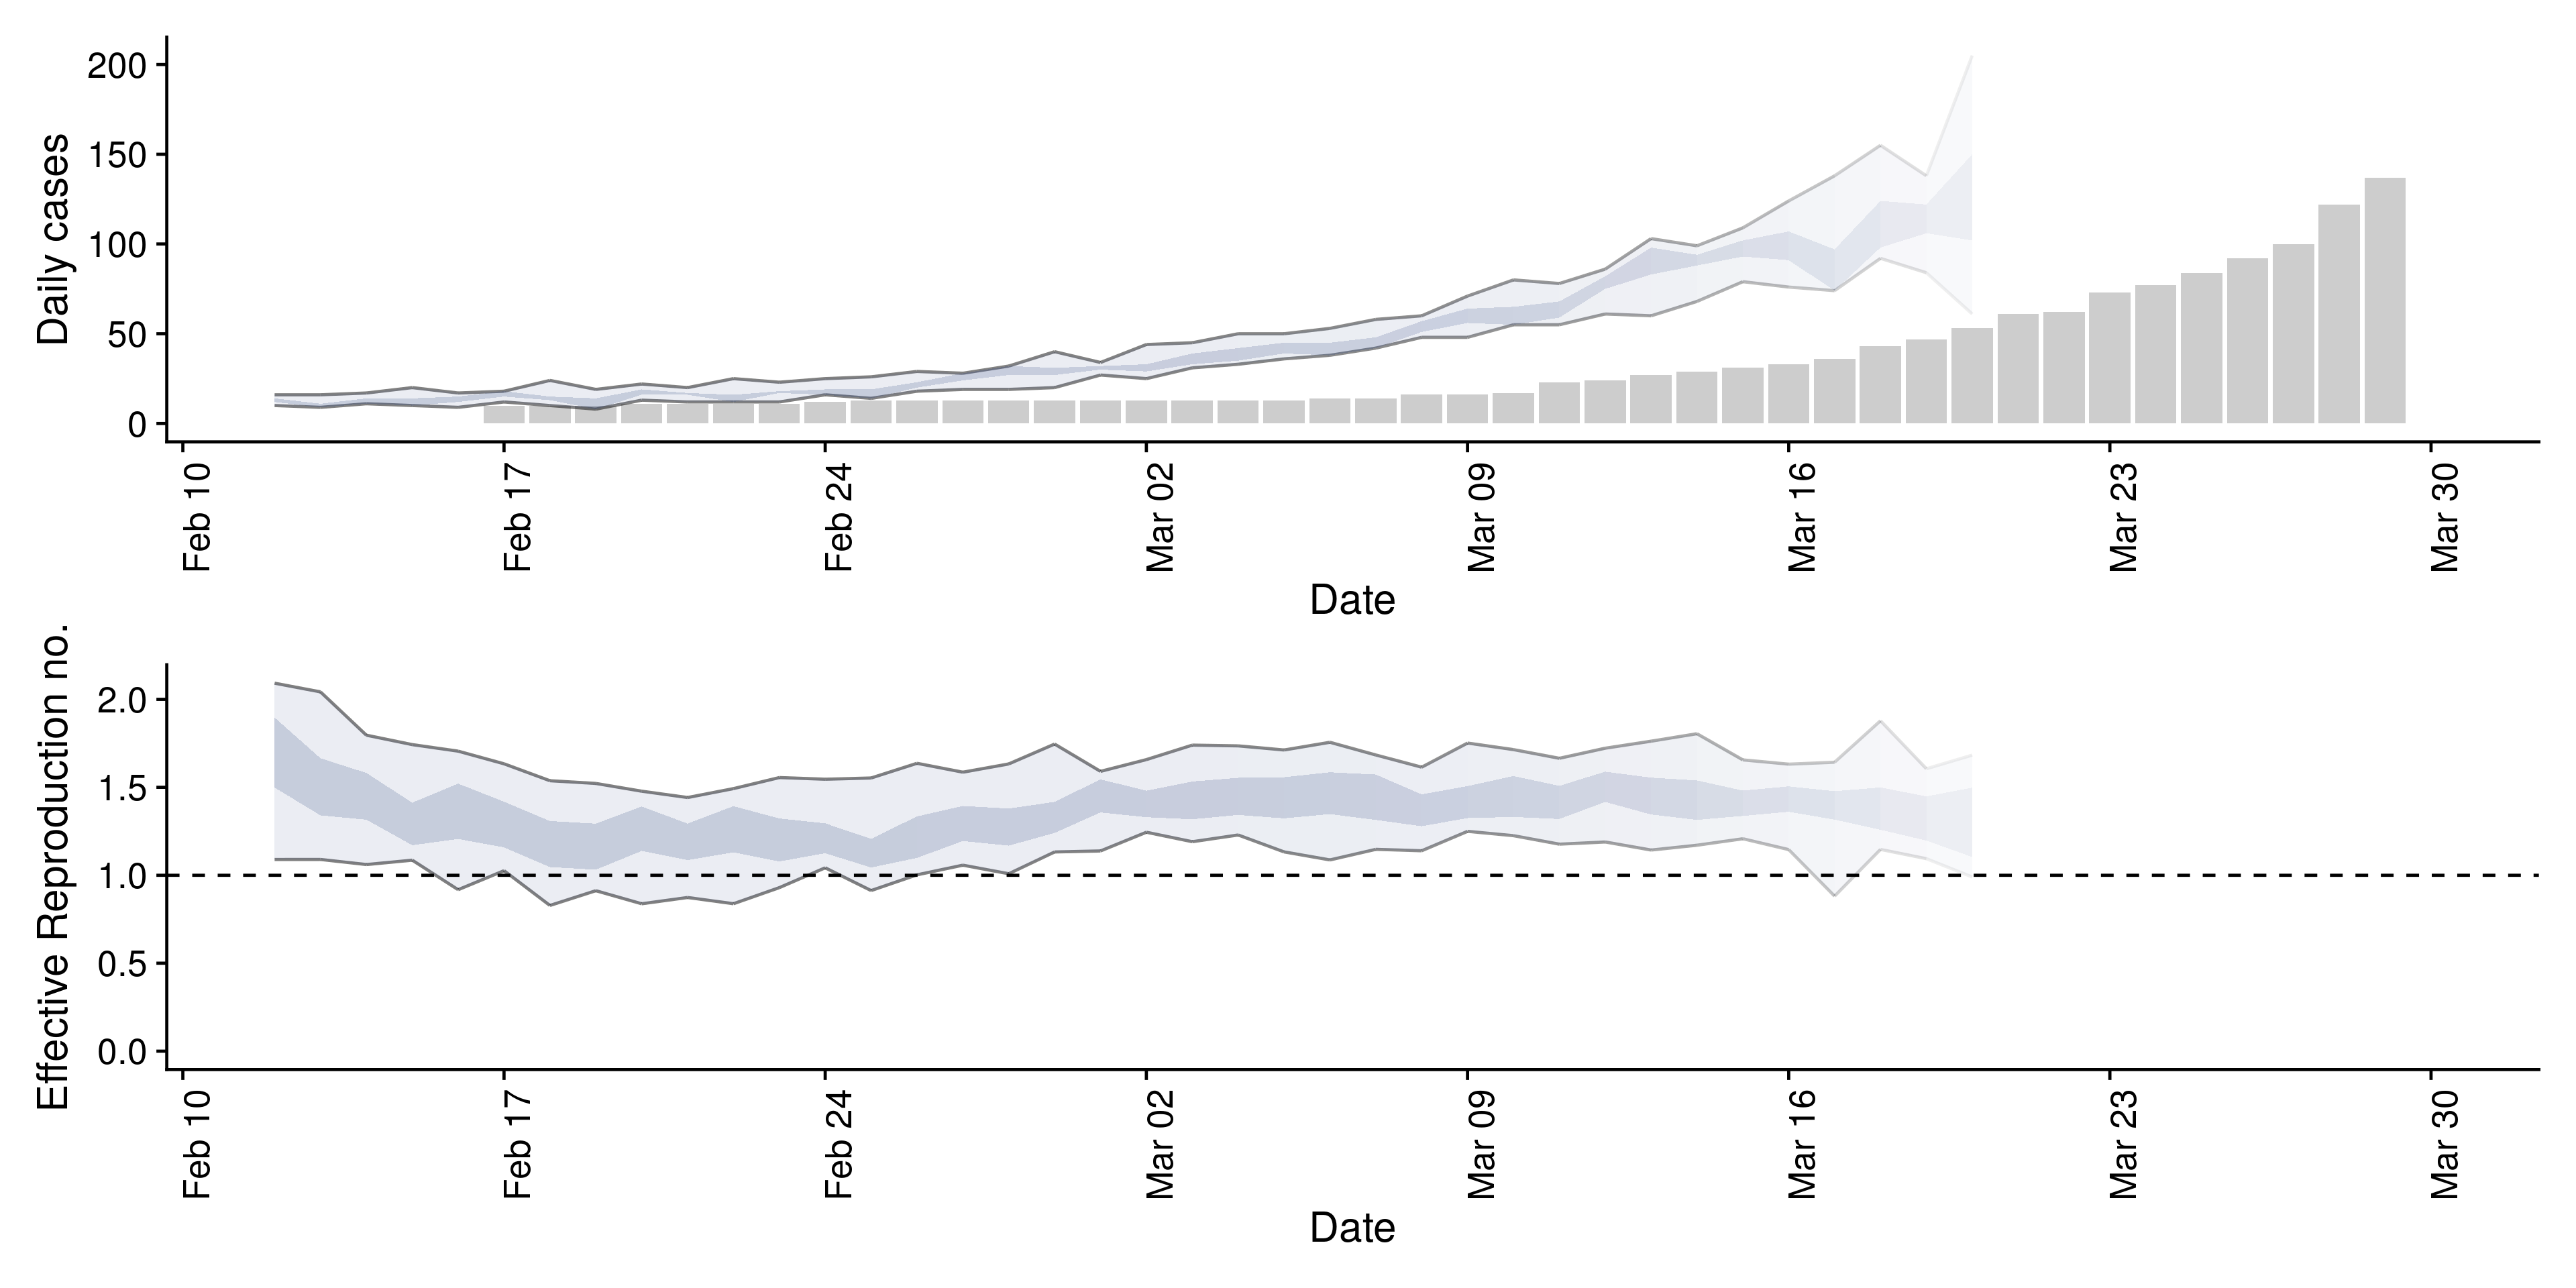 Daily cases
200
150
100
50
0
Feb 10
Feb 17
Feb 24
Mar 02
Mar 09
Mar 16
Mar 23
Mar 30
Date
Effective Reproduction no.
2.0
1.5
1.0
0.5
0.0
Feb 10
Feb 17
Feb 24
Mar 02
Mar 09
Mar 16
Mar 23
Mar 30
Date